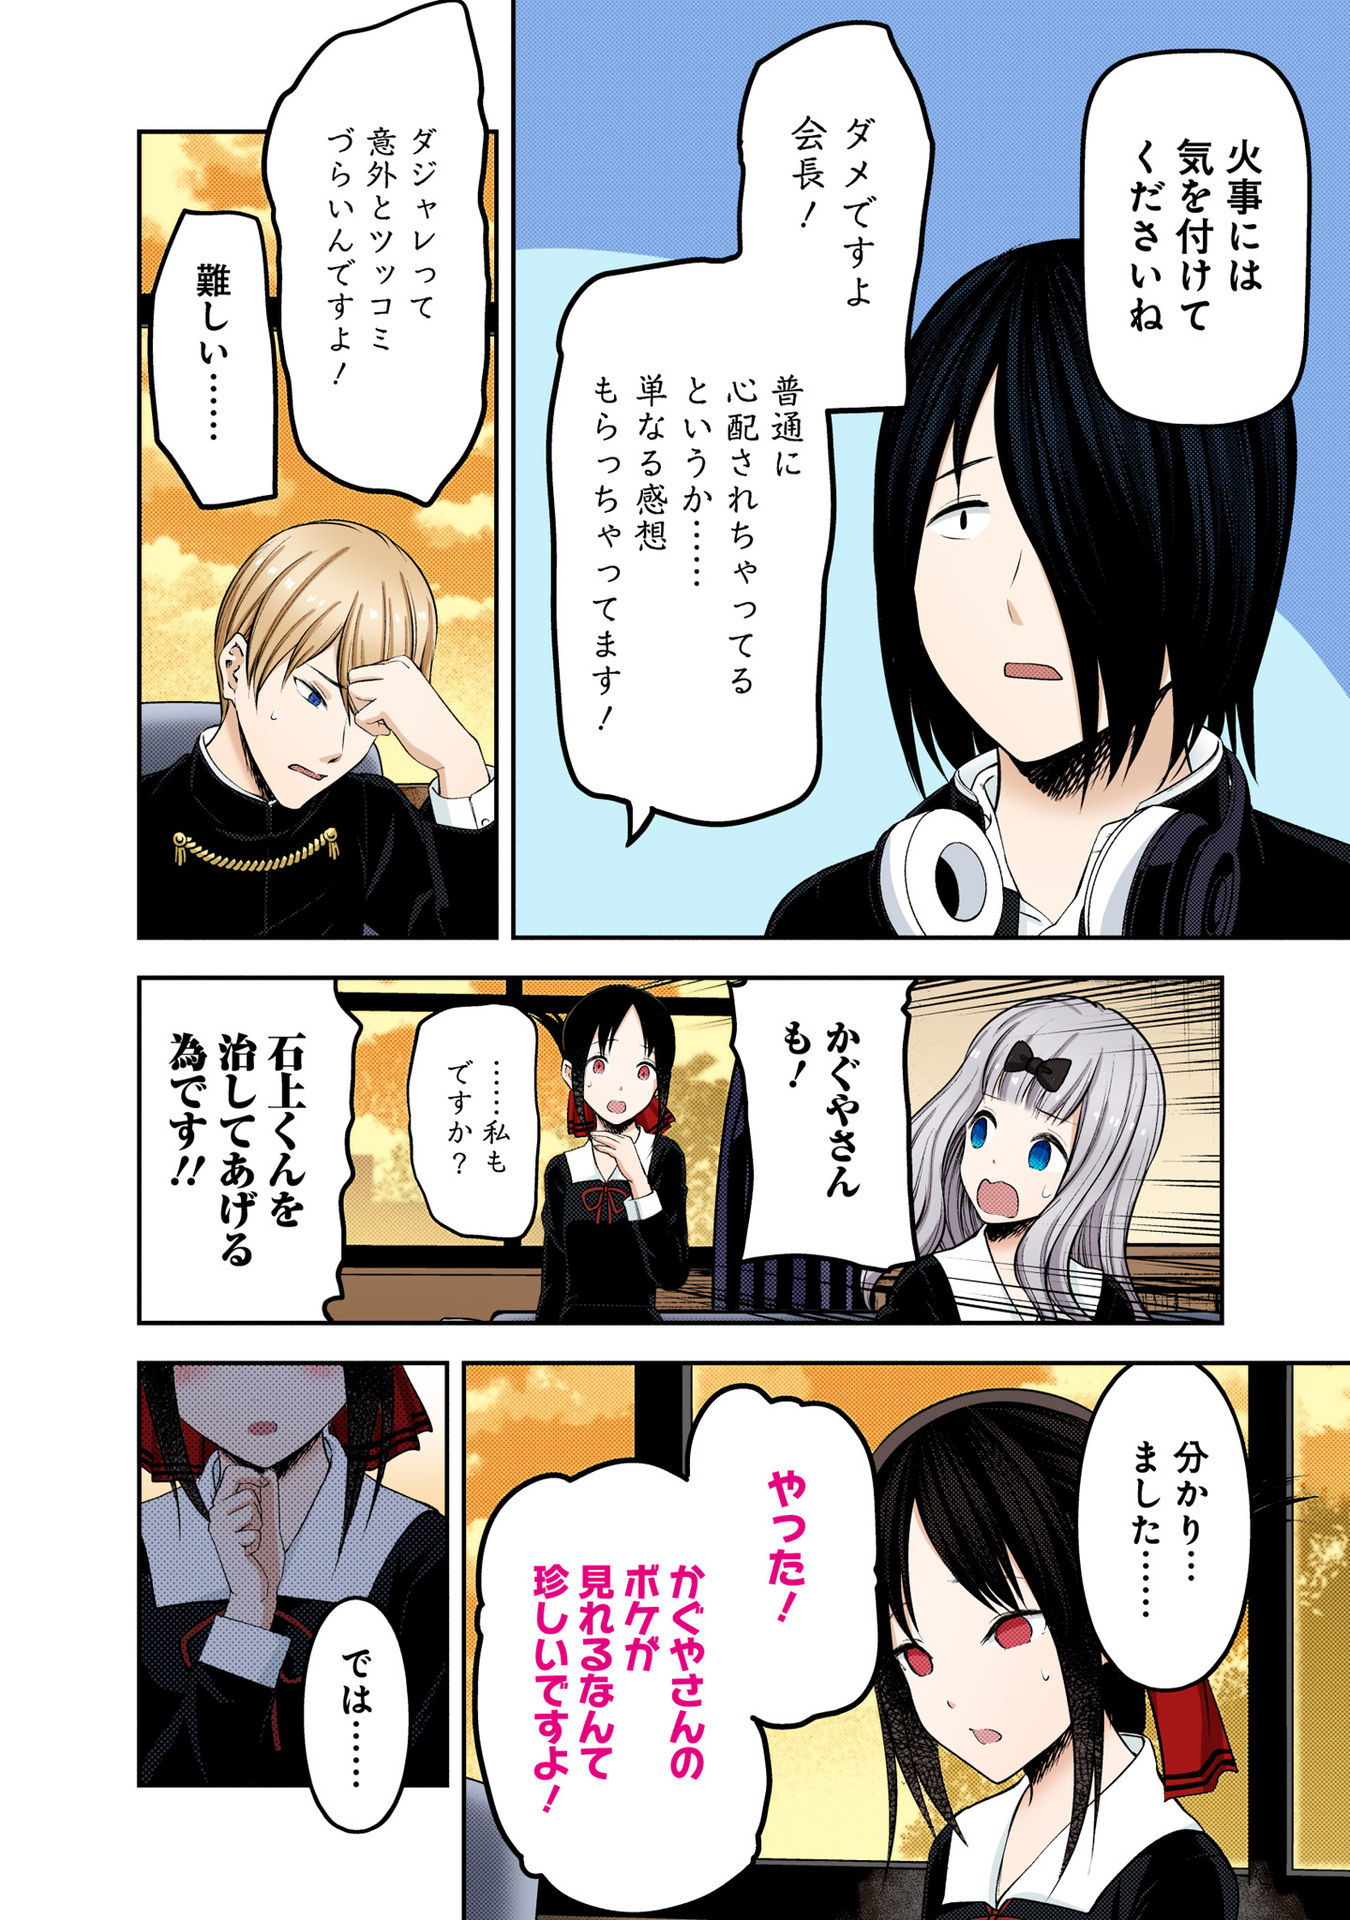 火事には
気を付けて
くださいね
ダメですよ
会長！
普通に
心配されちゃってる
というか……
単なる感想
もらっちゃってます！
ダジャレって
意外とツッコミ
づらいんですよ！
難しい……
かぐやさん
も！
……私も
ですか？
石上くんを
治してあげる
為です!!
分かり…
ました……
やった！
かぐやさんの
ボケが
見れるなんて
珍しいですよ！
では……